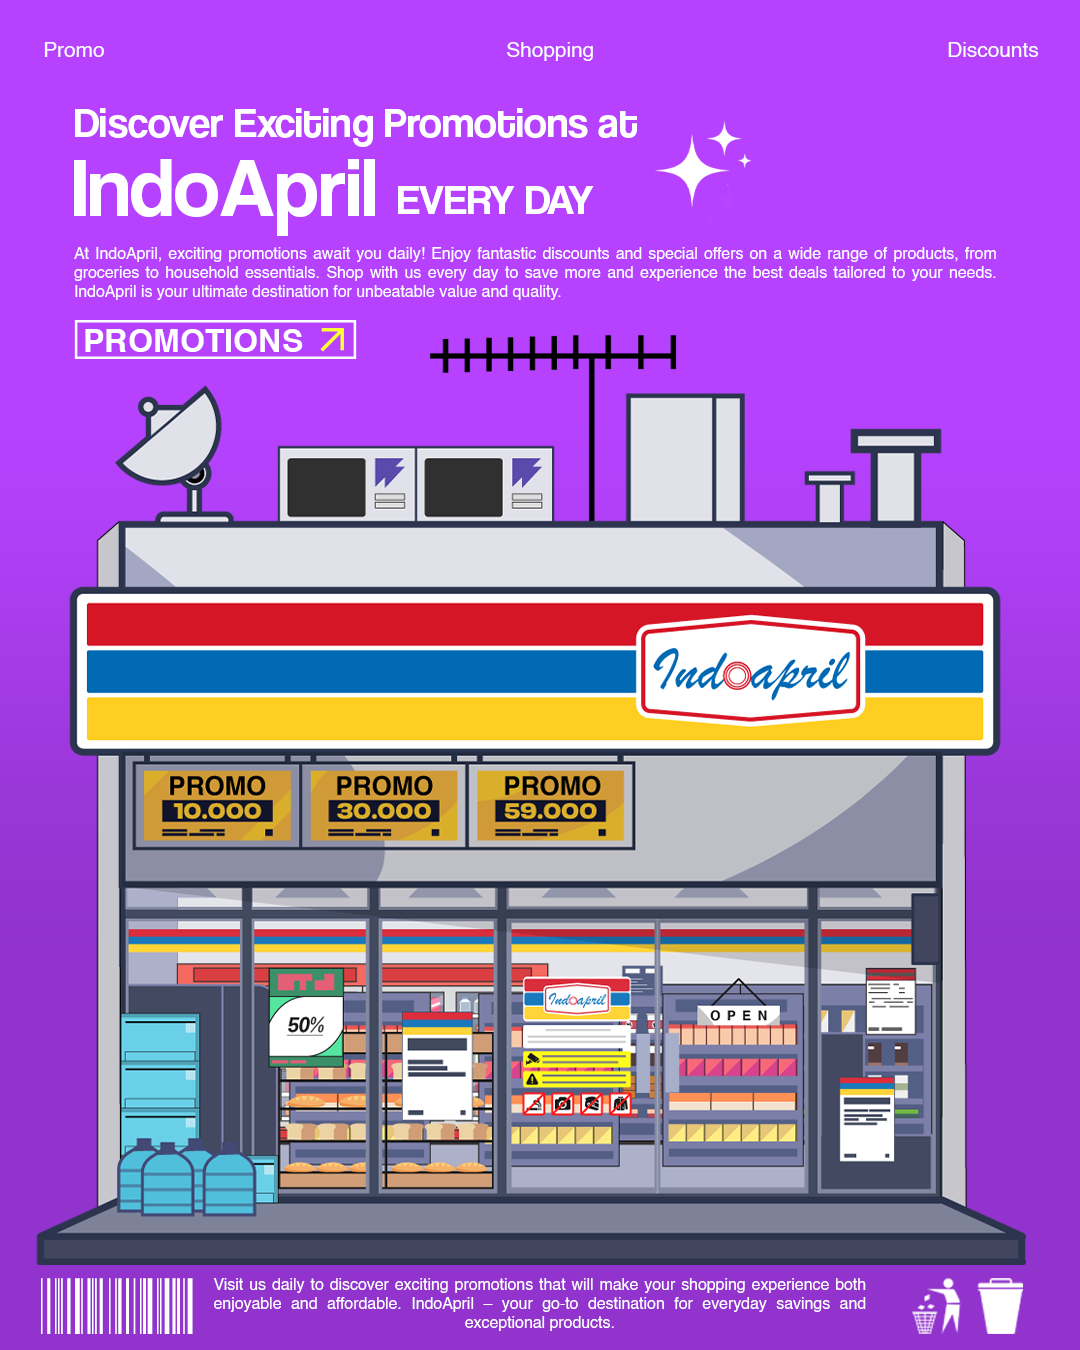 Promo
Shopping
Discounts
Discover Exciting Promotions at
IndoApril EVERY DAY
At IndoApril, exciting promotions await you daily! Enjoy fantastic discounts and special offers on a wide range of products, from
groceries to household essentials. Shop with us every day to save more and experience the best deals tailored to your needs.
IndoApril is your ultimate destination for unbeatable value and quality.
PROMOTIONS
Indoapril
PROMO
10.000
PROMO
30.000
PROMO
59.000
50%
Indoapril
OPEN
Visit us daily to discover exciting promotions that will make your shopping experience both
enjoyable and affordable. IndoApril – your go-to destination for everyday savings and
exceptional products.